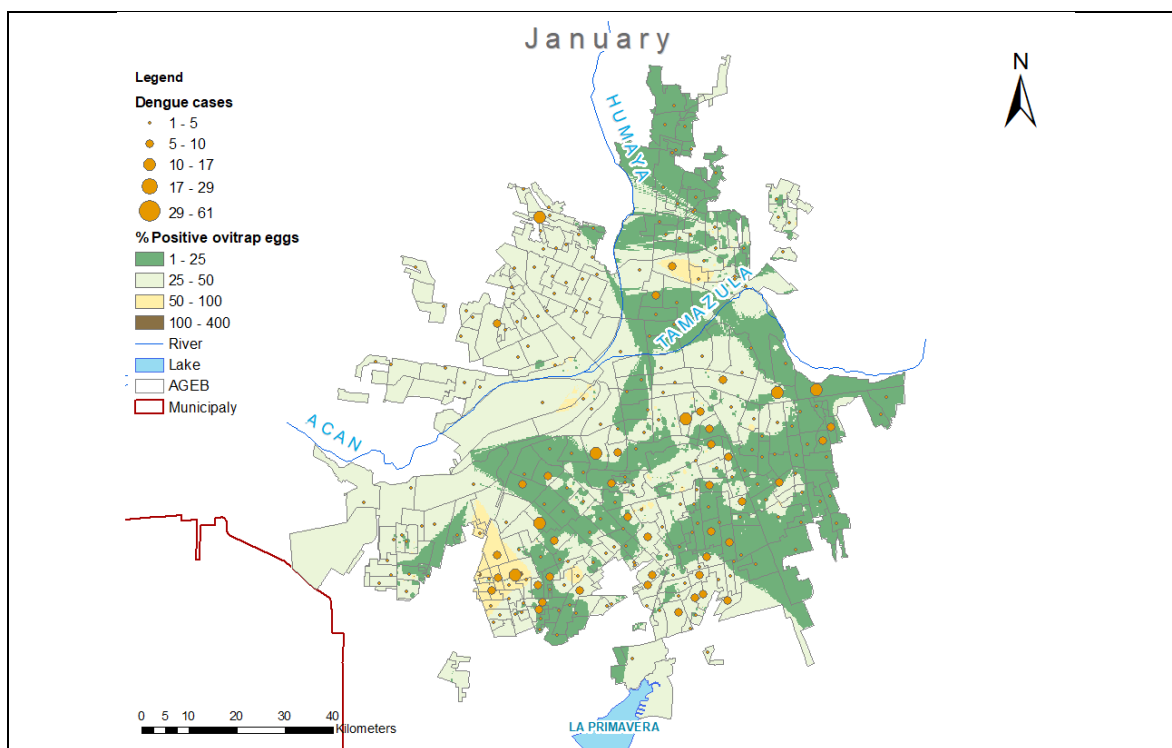 January
N
Legend
Dengue cases
1 - 5
5 - 10
10 - 17
17 - 29
29 - 61
% Positive ovitrap eggs
1 - 25
25 - 50
50 - 100
100 - 400
River
Lake
AGEB
Municipaly
HUMAYA
TAMAZULA
ACAN
LA PRIMAVERA
0 5 10 20 30 40
Kilometers